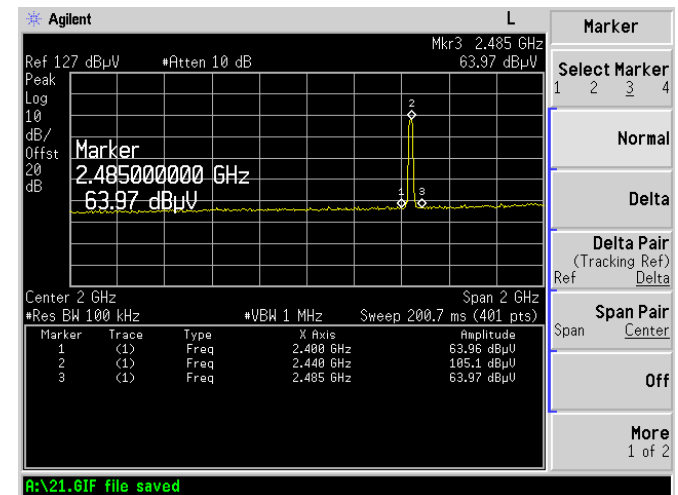 Agilent L
Mkr3 2.485 GHz
Ref 127 dBµV #Atten 10 dB 63.97 dBµV
Peak
Log
10
dB/
Offst
20
dB
2
1 3
Marker
2.485000000 GHz
63.97 dBµV
Center 2 GHz Span 2 GHz
#Res BW 100 kHz #VBW 1 MHz Sweep 200.7 ms (401 pts)
Marker Trace Type X Axis Amplitude
1 (1) Freq 2.400 GHz 63.96 dBµV
2 (1) Freq 2.440 GHz 105.1 dBµV
3 (1) Freq 2.485 GHz 63.97 dBµV
A:\21.GIF file saved
Marker
Select Marker
1 2 3 4
Normal
Delta
Delta Pair
(Tracking Ref)
Ref Delta
Span Pair
Span Center
Off
More
1 of 2